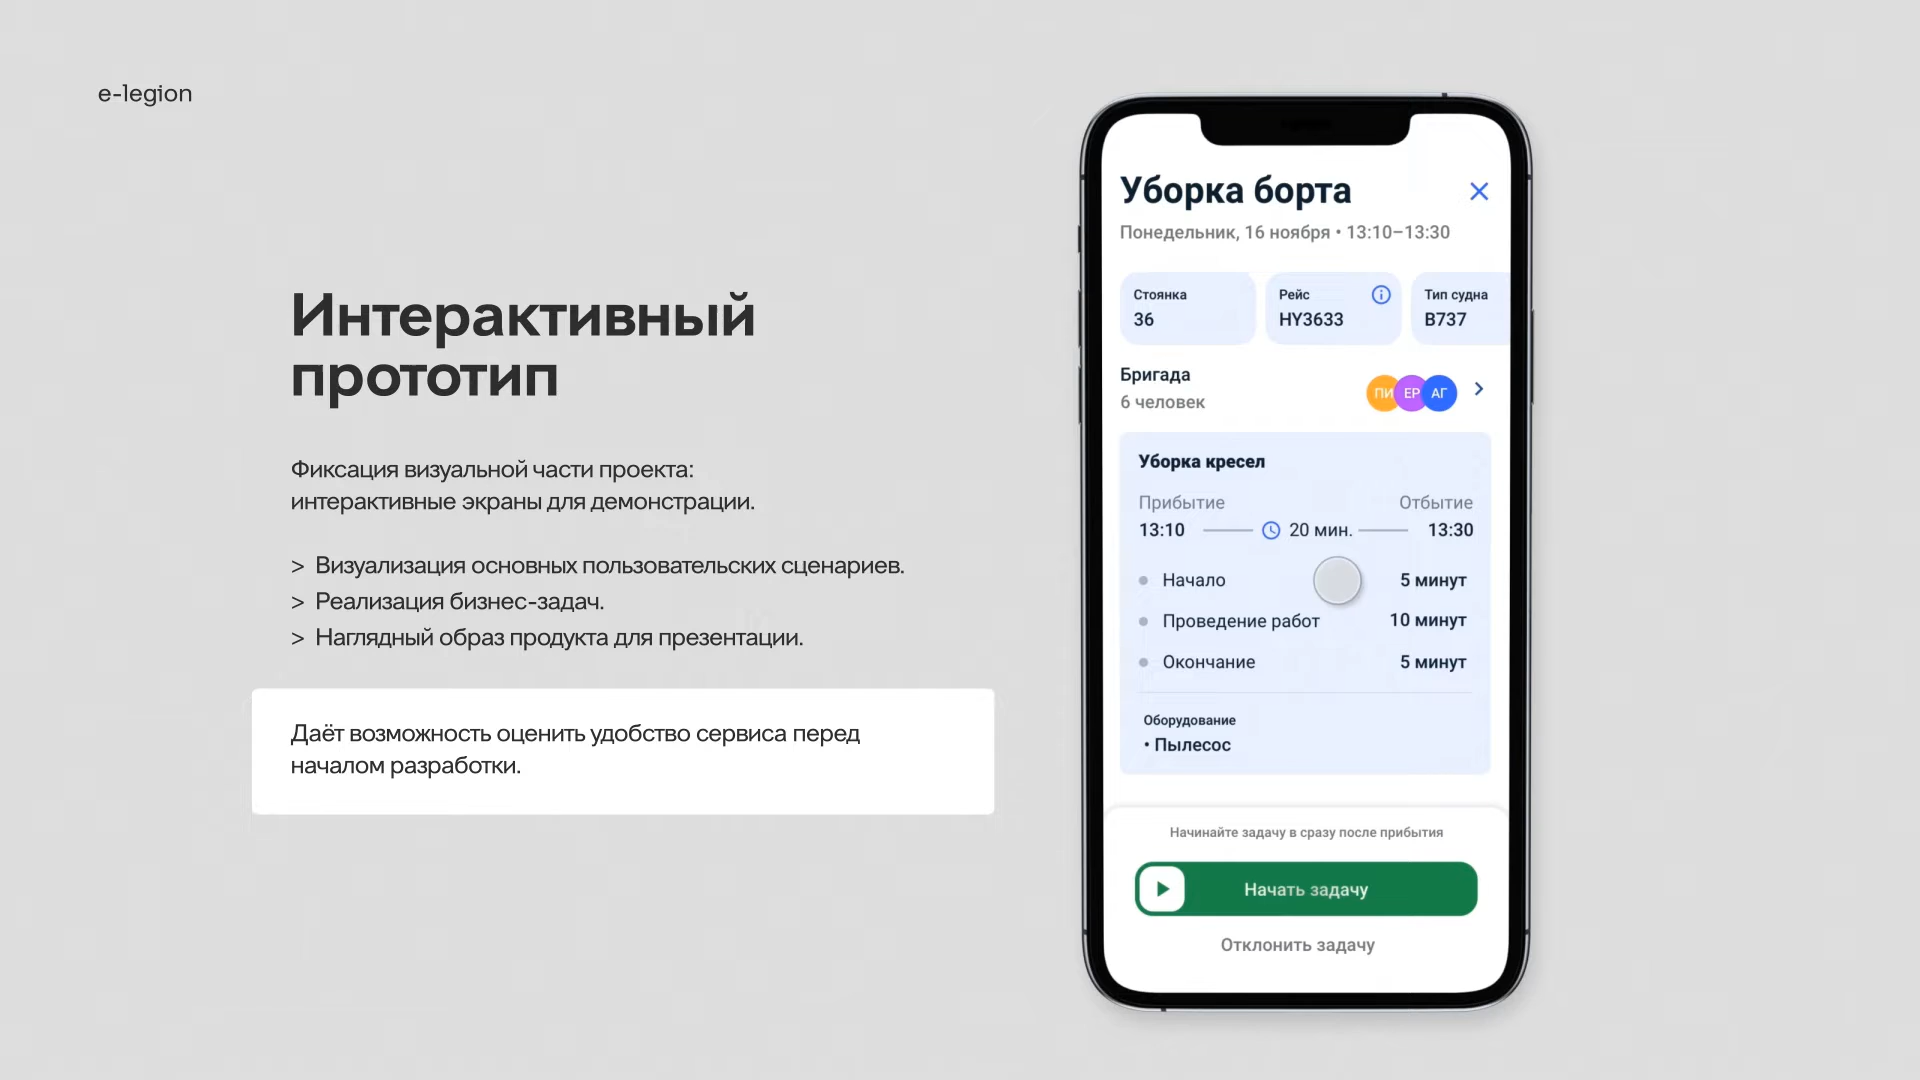 e-legion
Интерактивный
прототип
Фиксация визуальной части проекта:
интерактивные экраны для демонстрации.
> Визуализация основных пользовательских сценариев.
> Реализация бизнес-задач.
> Наглядный образ продукта для презентации.
Даёт возможность оценить удобство сервиса перед
началом разработки.
Уборка борта
Понедельник, 16 ноября • 13:10–13:30
Стоянка Рейс Тип судна
36 HY3633 B737
Бригада
6 человек ПИ ЕР АГ
Уборка кресел
Прибытие Отбытие
13:10 20 мин. 13:30
Начало 5 минут
Проведение работ 10 минут
Окончание 5 минут
Оборудование
• Пылесос
Начинайте задачу в сразу после прибытия
Начать задачу
Отклонить задачу